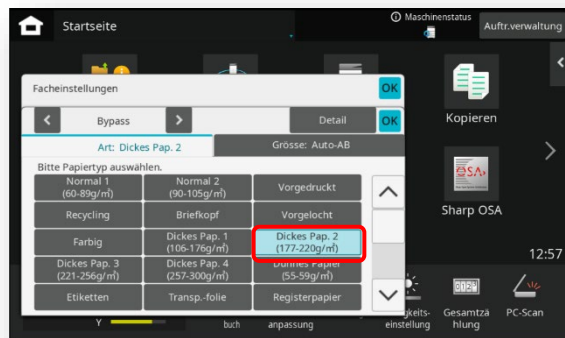 Startseite
Maschinenstatus
Auftr.verwaltung
Facheinstellungen
OK
Bypass
Detail
OK
Art: Dickes Pap. 2
Grösse: Auto-AB
Bitte Papiertyp auswählen.
Normal 1
(60-89g/㎡)
Normal 2
(90-105g/㎡)
Vorgedruckt
Recycling
Briefkopf
Vorgelocht
Farbig
Dickes Pap. 1
(106-176g/㎡)
Dickes Pap. 2
(177-220g/㎡)
Dickes Pap. 3
(221-256g/㎡)
Dickes Pap. 4
(257-300g/㎡)
Dünnes Papier
(55-59g/㎡)
Etiketten
Transp.-folie
Registerpapier
Kopieren
Sharp OSA
12:57
Y
buch
anpassung
einstellung
Gesamtzä
hlung
PC-Scan